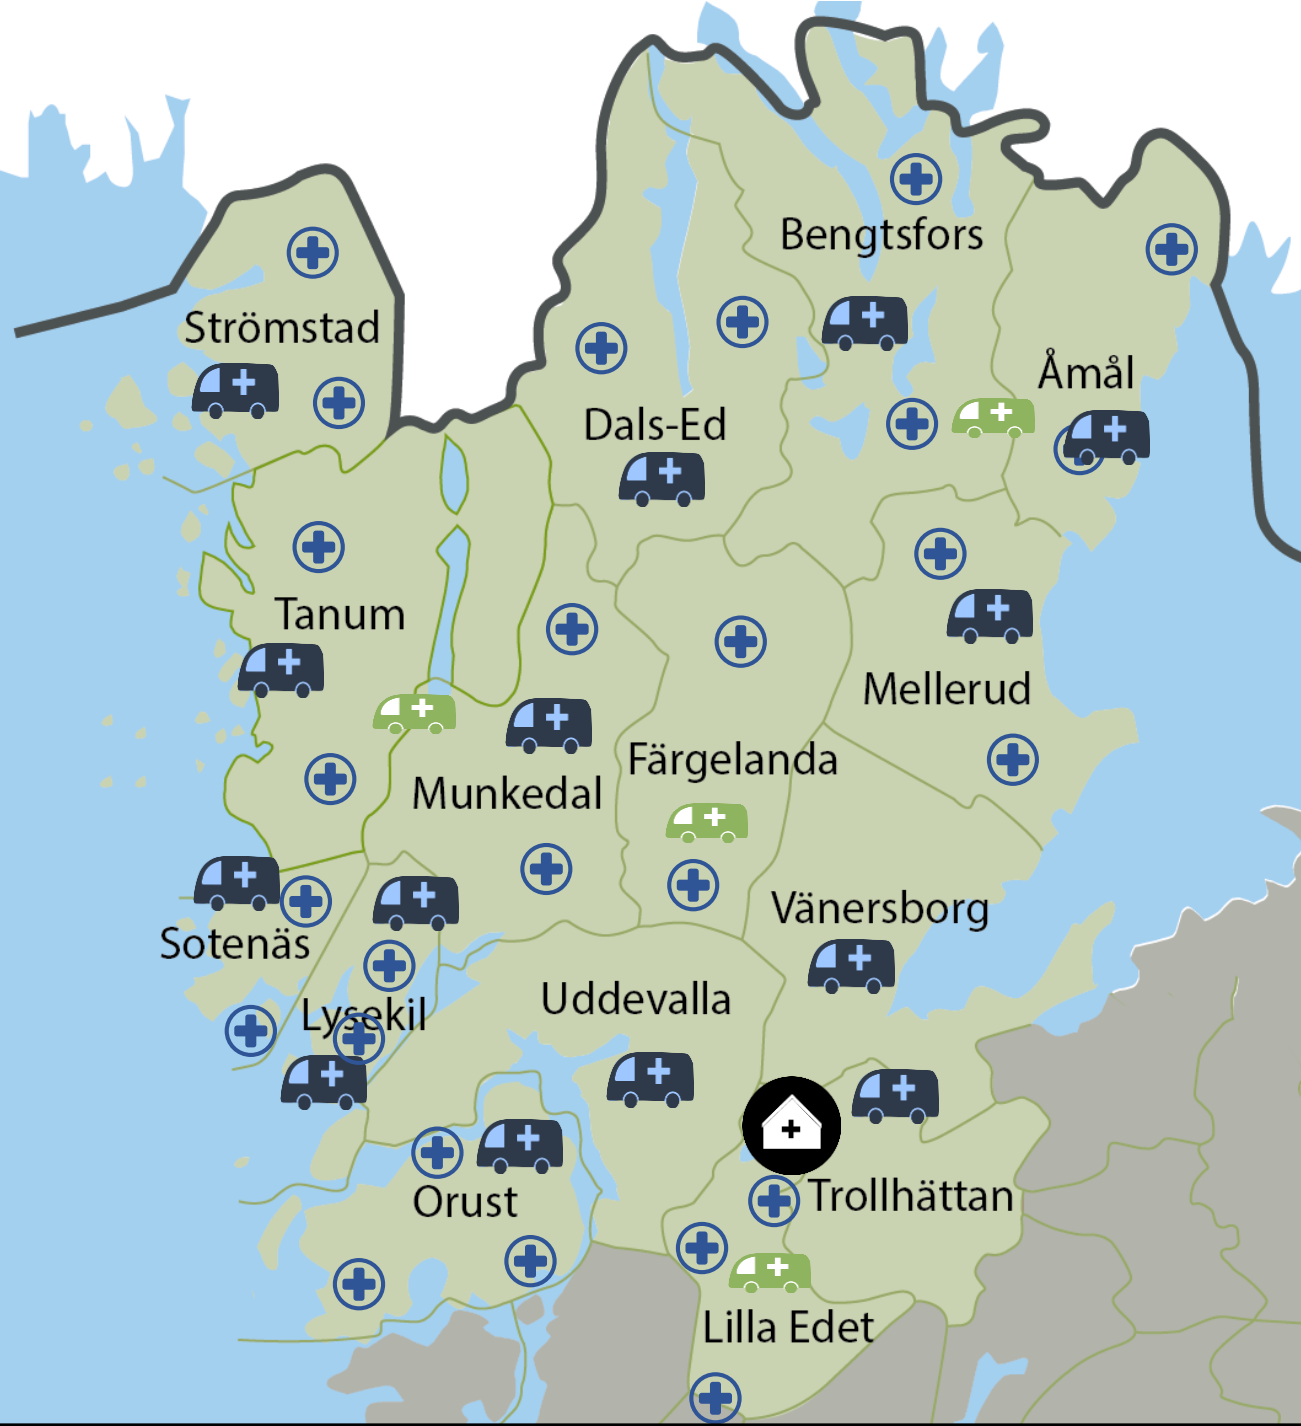 Bengtsfors
Strömstad
Åmål
Dals-Ed
Tanum
Mellerud
Färgelanda
Munkedal
Vänersborg
Sotenäs
Uddevalla
Lysekil
Trollhättan
Orust
Lilla Edet